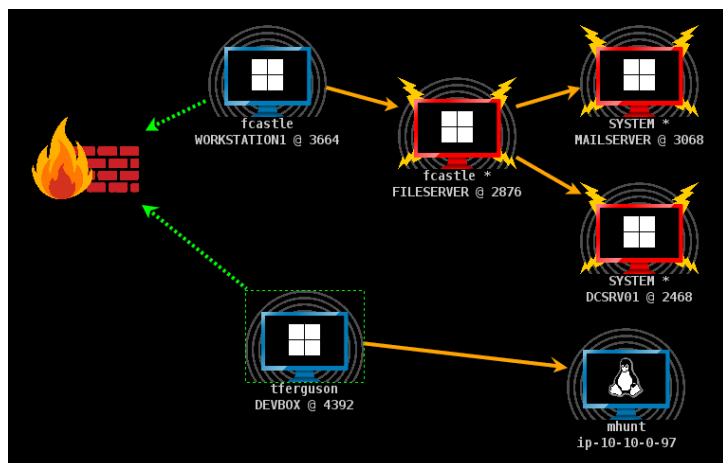 fcastle
WORKSTATION1 @ 3664
fcastle *
FILESERVER @ 2876
SYSTEM *
MAILSERVER @ 3068
SYSTEM *
DCSRV01 @ 2468
tferguson
DEVBOX @ 4392
mhunt
ip-10-10-0-97